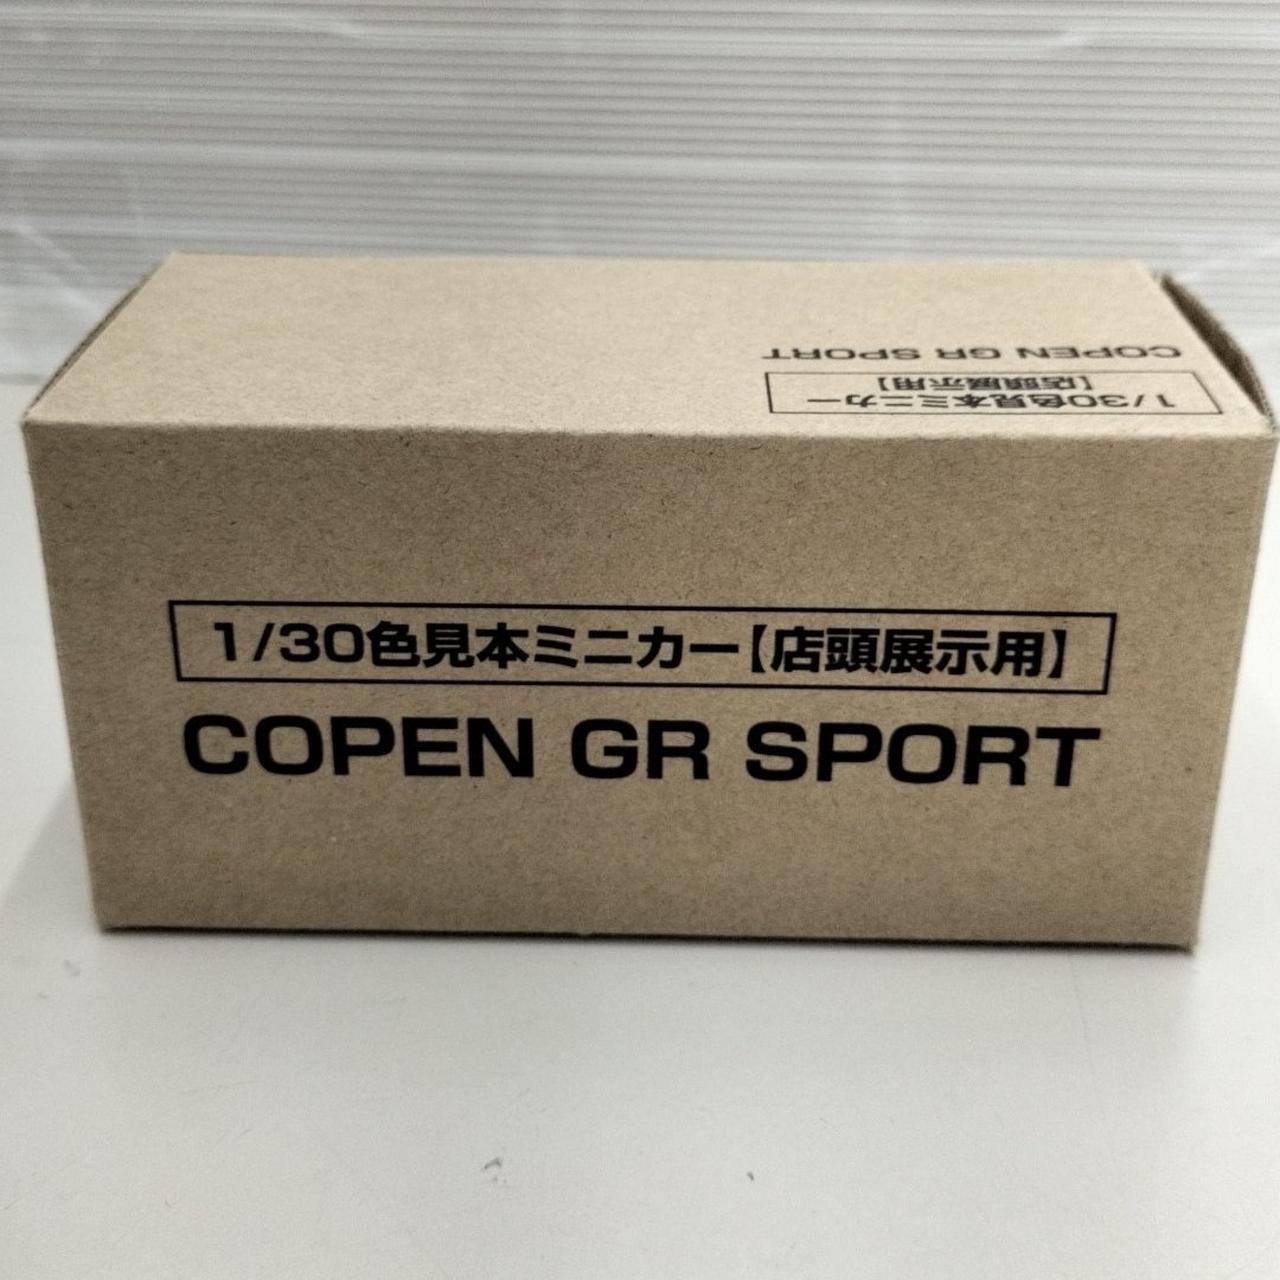 COPEN GR SPORT
1/30色見本ミニカー
【店頭展示用】
1/30色見本ミニカー【店頭展示用】
COPEN GR SPORT